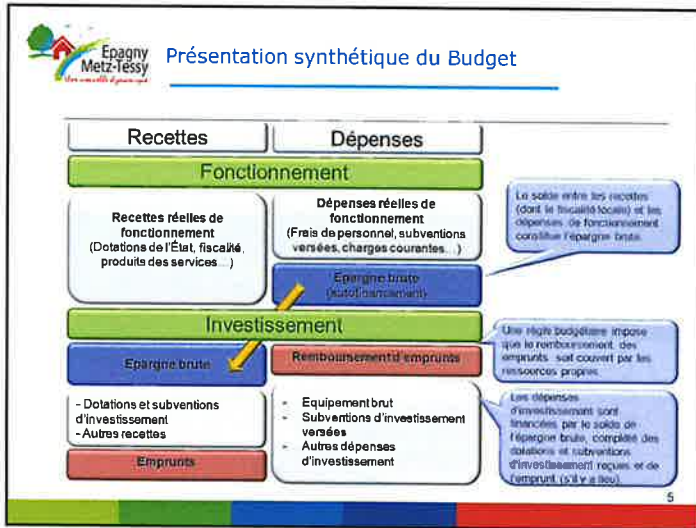 Epagny
Metz-Tessy
Une nouvelle dynamique
Présentation synthétique du Budget
Recettes
Dépenses
Fonctionnement
Recettes réelles de
fonctionnement
(Dotations de l'État, fiscalité,
produits des services...)
Dépenses réelles de
fonctionnement
(Frais de personnel, subventions
versées, charges courantes...)
Epargne brute
(autofinancement)
Le solde entre les recettes
(dont la fiscalité locale) et les
dépenses de fonctionnement
constitue l'épargne brute.
Investissement
Epargne brute
Remboursement d'emprunts
Une règle budgétaire impose
que le remboursement des
emprunts soit couvert par les
ressources propres
- Dotations et subventions
d'investissement
- Autres recettes
Emprunts
- Equipement brut
- Subventions d'investissement
versées
- Autres dépenses
d'investissement
Les dépenses
d'investissement sont
financées par le solde de
l'épargne brute, complété des
dotations et subventions
d'investissement reçues et de
l'emprunt (s'il y a lieu).
5